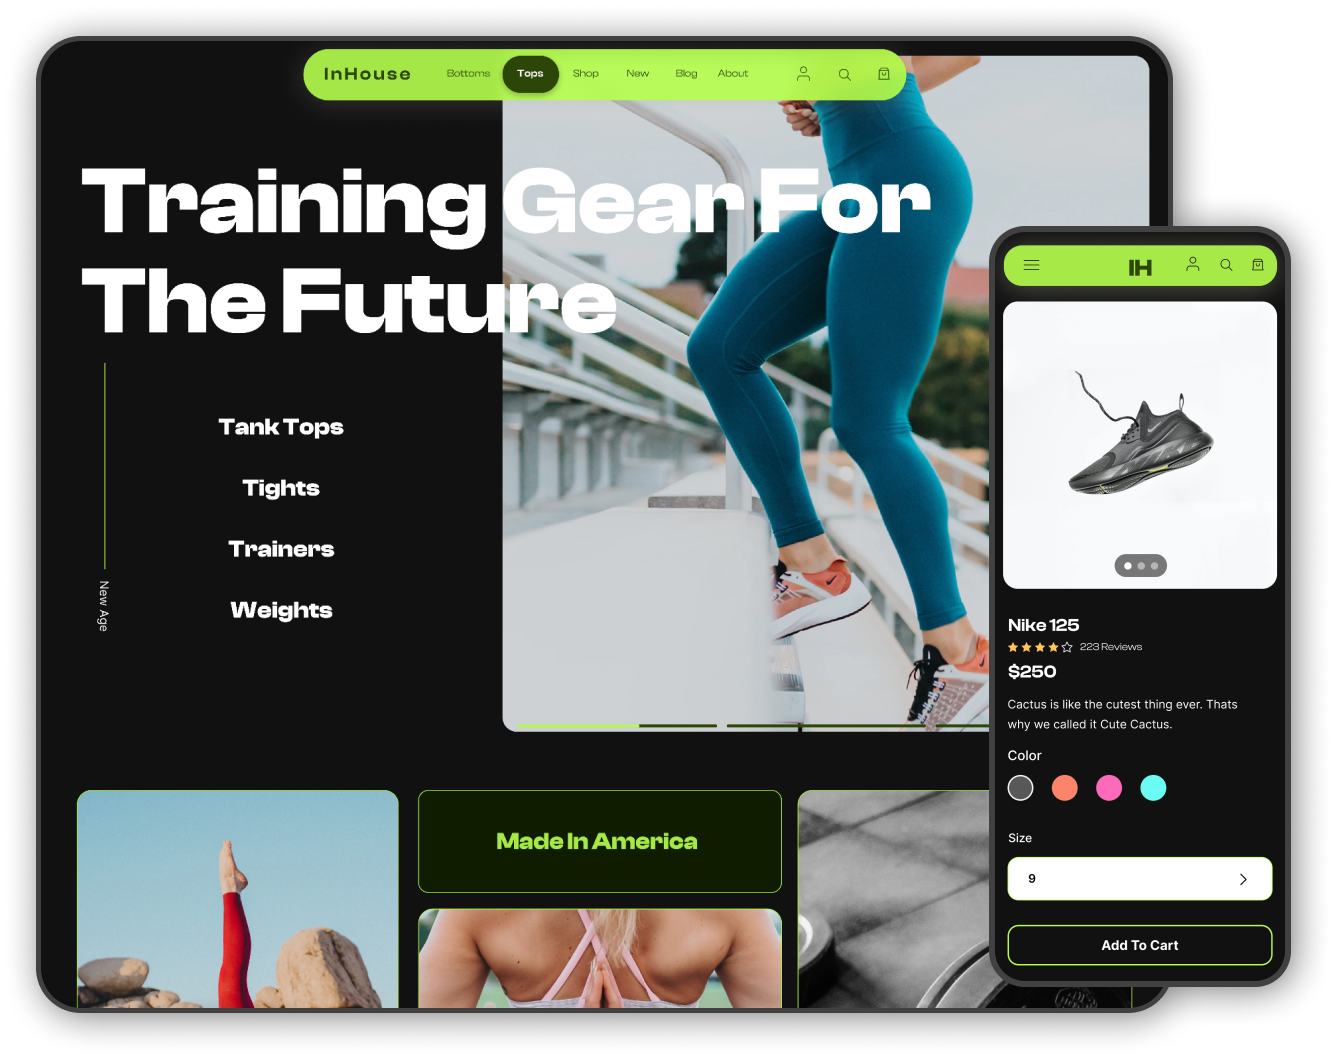 InHouse
Bottoms
Tops
Shop
New
Blog
About
Training Gear For
The Future
Tank Tops
Tights
Trainers
Weights
New Age
Made In America
IH
Nike 125
223 Reviews
$250
Cactus is like the cutest thing ever. Thats
why we called it Cute Cactus.
Color
Size
9
Add To Cart